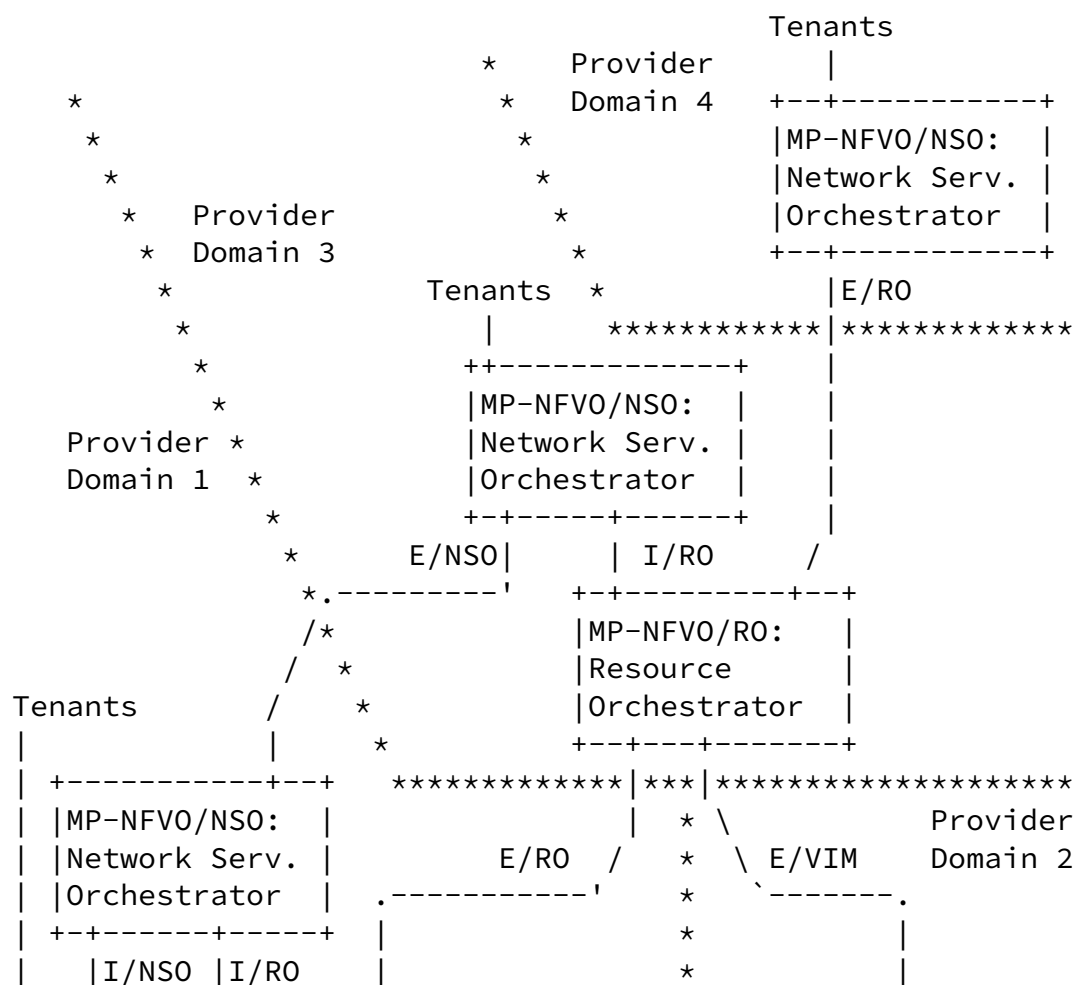 Tenants
                          *    Provider      |
   *                       *   Domain 4   +--+-----------+
    *                       *             |MP-NFVO/NSO:  |
     *                       *            |Network Serv. |
      *   Provider            *           |Orchestrator  |
       *  Domain 3             *          +--+-----------+
        *              Tenants  *            |E/RO
         *                |      ************|*************
          *              ++-------------+    |
           *             |MP-NFVO/NSO:  |    |
   Provider *            |Network Serv. |    |
   Domain 1  *           |Orchestrator  |    |
              *          +-+-----+------+    |
               *      E/NSO|     | I/RO     /
                *.---------'   +-+---------+--+
                /*             |MP-NFVO/RO:   |
               /  *            |Resource      |
Tenants       /    *           |Orchestrator  |
|             |     *          +--+---+-------+
| +-----------+--+   *************|***|********************
| |MP-NFVO/NSO:  |                |  * \           Provider
| |Network Serv. |         E/RO  /   *  \ E/VIM    Domain 2
| |Orchestrator  |  .-----------'    *   `-------.
| +-+------+-----+  |                *           |
|   |I/NSO |I/RO    |                *           |